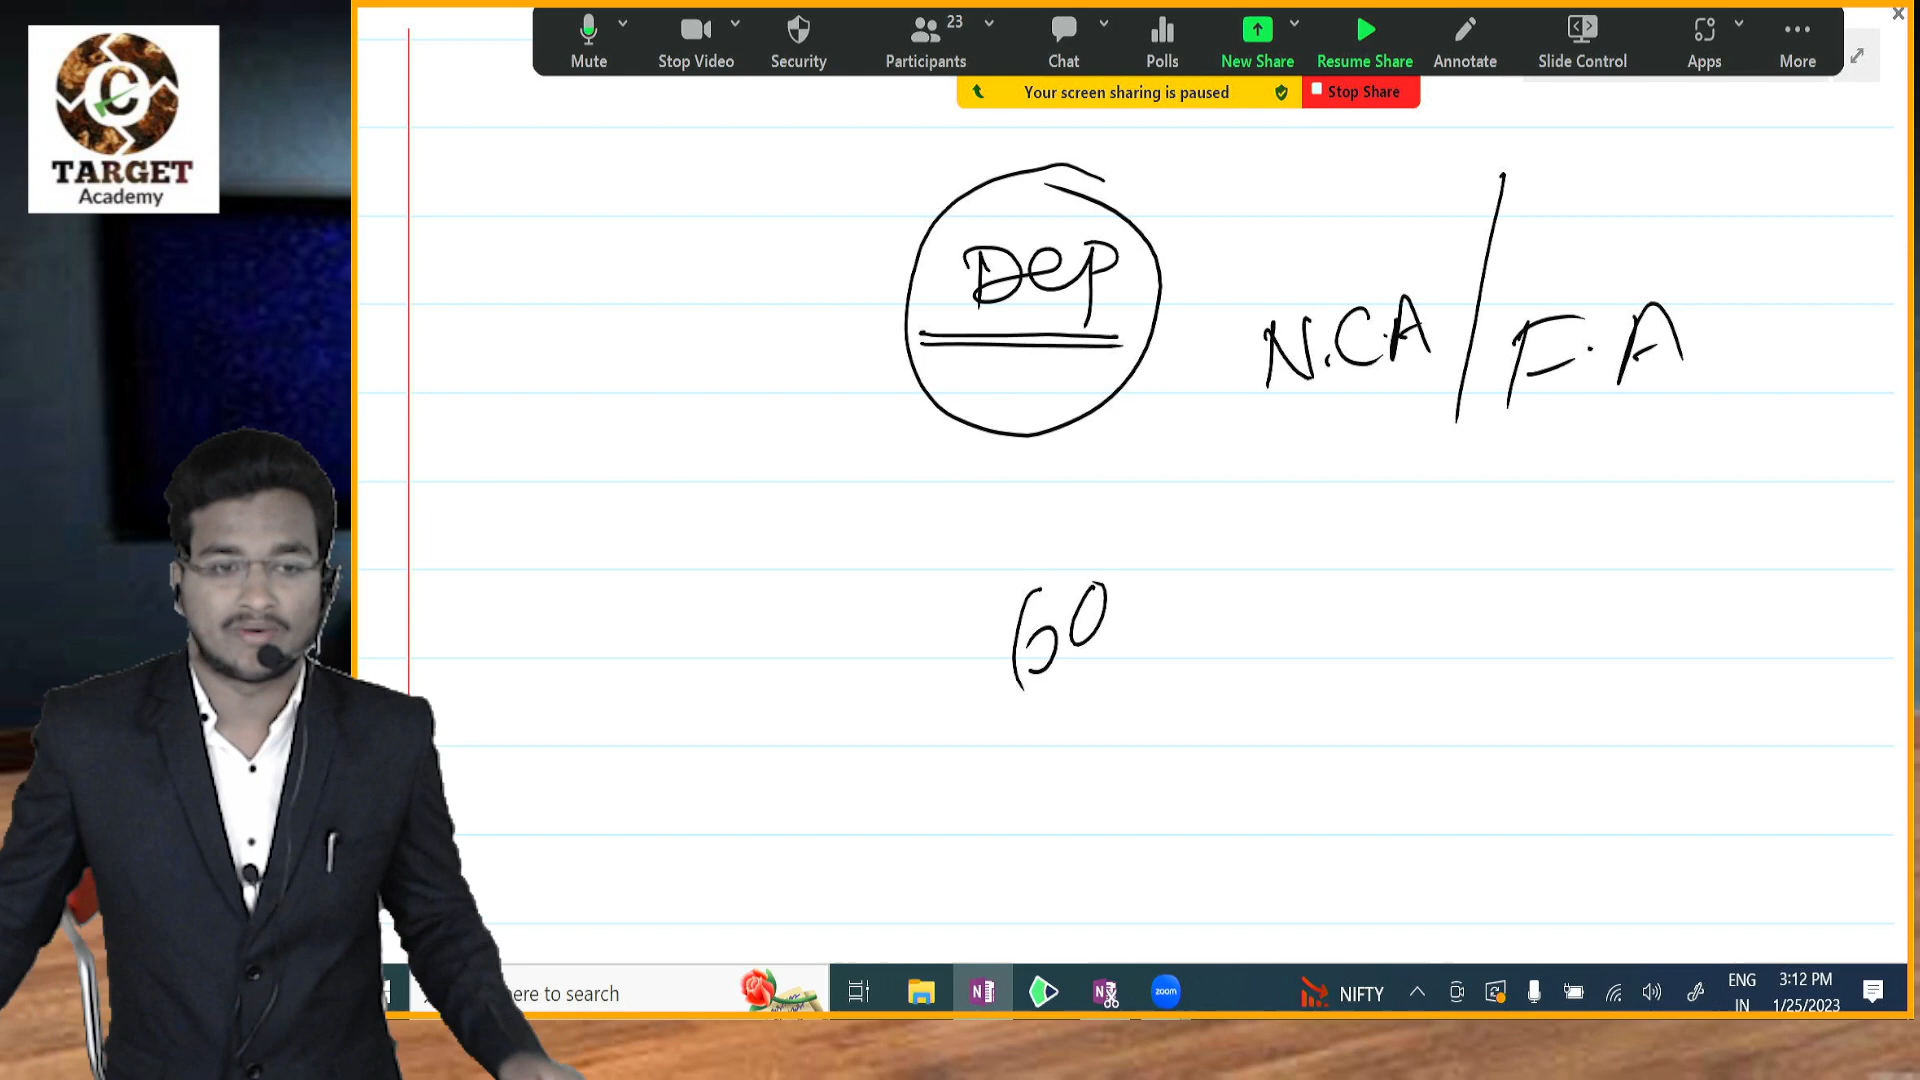 C
TARGET
Academy
Mute
Stop Video
Security
Participants 23
Chat
Polls
New Share
Resume Share
Annotate
Slide Control
Apps
More
Your screen sharing is paused
Stop Share
Dep
N.C.A / F.A
60
ere to search
N
N
zoom
NIFTY
ENG
IN
3:12 PM
1/25/2023